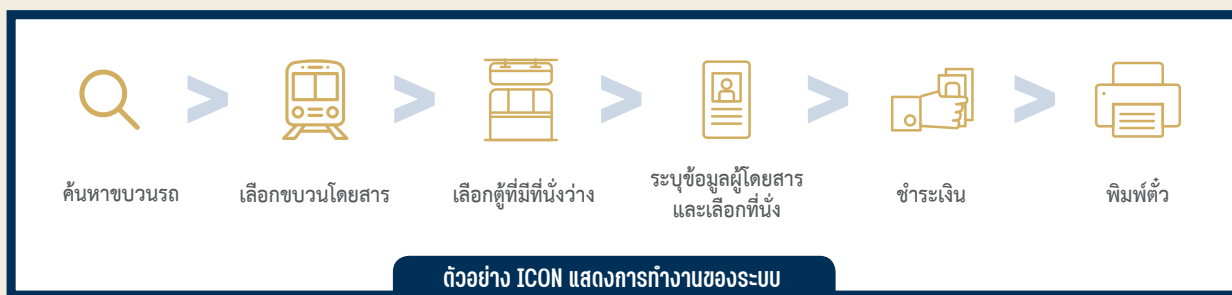 ค้นหาขบวนรถ
เลือกขบวนโดยสาร
เลือกตู้ที่มีที่นั่งว่าง
ระบุข้อมูลผู้โดยสาร
และเลือกที่นั่ง
ชำระเงิน
พิมพ์ตั๋ว
ตัวอย่าง ICON แสดงการทำงานของระบบ